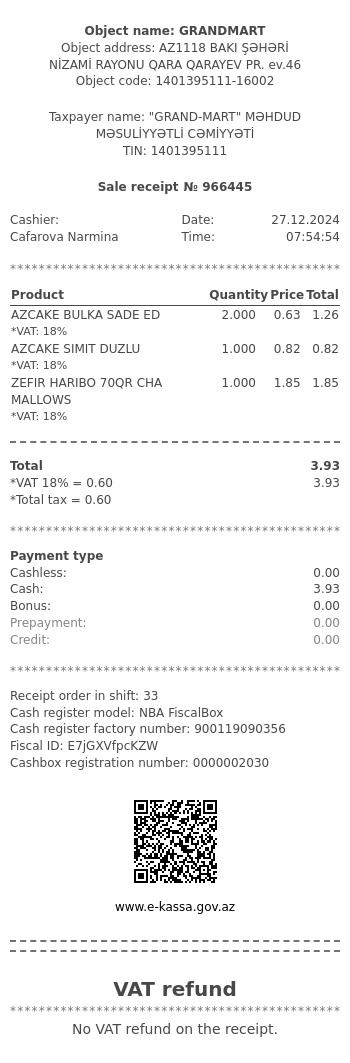 Object name: GRANDMART
Object address: AZ1118 BAKI ŞƏHƏRİ
NİZAMİ RAYONU QARA QARAYEV PR. ev.46
Object code: 1401395111-16002
Taxpayer name: "GRAND-MART" MƏHDUD
MƏSULİYYƏTLİ CƏMİYYƏTİ
TIN: 1401395111
Sale receipt № 966445
Cashier: Date: 27.12.2024
Cafarova Narmina Time: 07:54:54
********************************************
Product Quantity Price Total
AZCAKE BULKA SADE ED 2.000 0.63 1.26
*VAT: 18%
AZCAKE SIMIT DUZLU 1.000 0.82 0.82
*VAT: 18%
ZEFIR HARIBO 70QR CHA 1.000 1.85 1.85
MALLOWS
*VAT: 18%
Total 3.93
*VAT 18% = 0.60 3.93
*Total tax = 0.60
********************************************
Payment type
Cashless: 0.00
Cash: 3.93
Bonus: 0.00
Prepayment: 0.00
Credit: 0.00
********************************************
Receipt order in shift: 33
Cash register model: NBA FiscalBox
Cash register factory number: 900119090356
Fiscal ID: E7jGXVfpcKZW
Cashbox registration number: 0000002030
www.e-kassa.gov.az
VAT refund
********************************************
No VAT refund on the receipt.